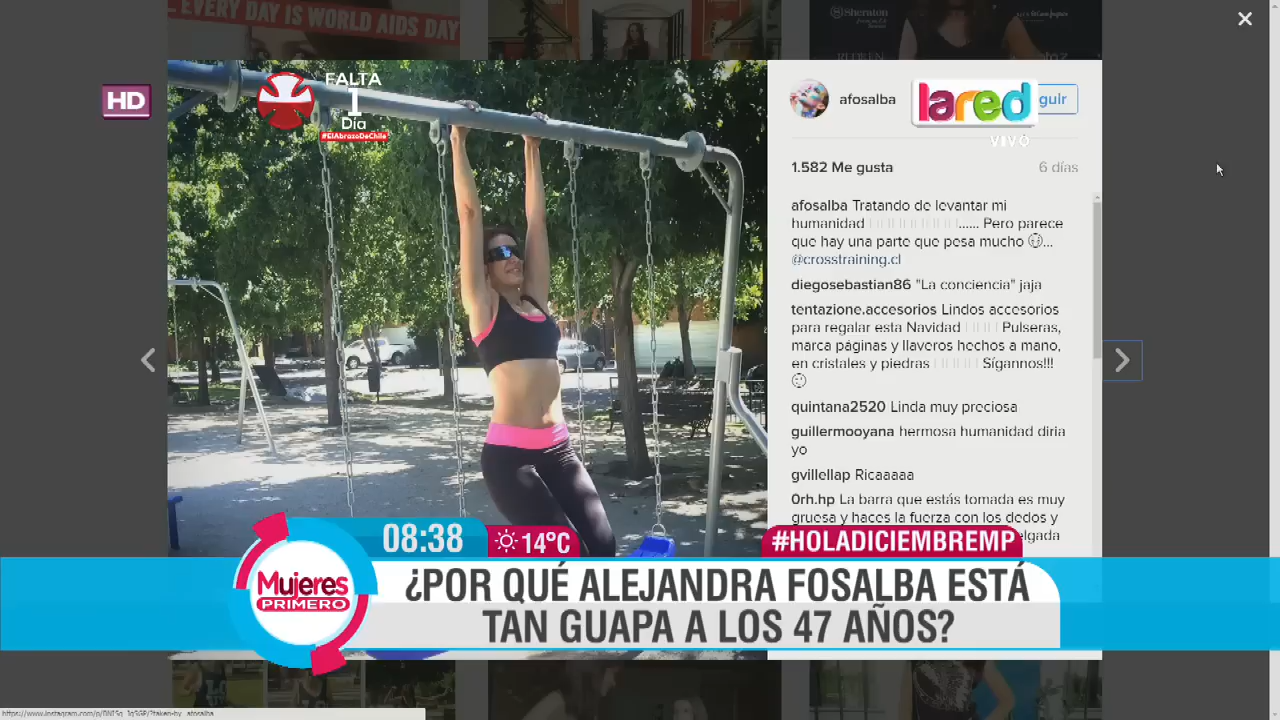 EVERY DAY IS WORLD AIDS DAY
Sheraton
HD
FALTA
1
Día
#ElAbrazoDeChile
afosalba
lared
guir
VIVO
1.582 Me gusta
6 días
afosalba Tratando de levantar mi
humanidad ...... Pero parece
que hay una parte que pesa mucho ...
@crosstraining.cl
diegosebastian86 "La conciencia" jaja
tentazione.accesorios Lindos accesorios
para regalar esta Navidad Pulseras,
marca páginas y llaveros hechos a mano,
en cristales y piedras Sígannos!!!
quintana2520 Linda muy preciosa
guillermooyana hermosa humanidad diria
yo
gvillellap Ricaaaaa
0rh.hp La barra que estás tomada es muy
gruesa y haces la fuerza con los dedos y
elgada
08:38
14°C
#HOLADICIEMBREMP
Mujeres
PRIMERO
¿POR QUÉ ALEJANDRA FOSALBA ESTÁ
TAN GUAPA A LOS 47 AÑOS?